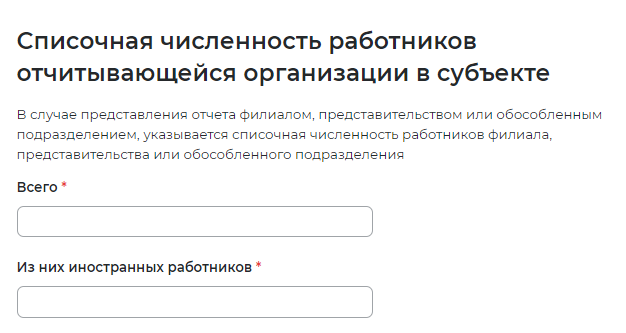 Списочная численность работников
отчитывающейся организации в субъекте
В случае представления отчета филиалом, представительством или обособленным
подразделением, указывается списочная численность работников филиала,
представительства или обособленного подразделения
Всего *
Из них иностранных работников *